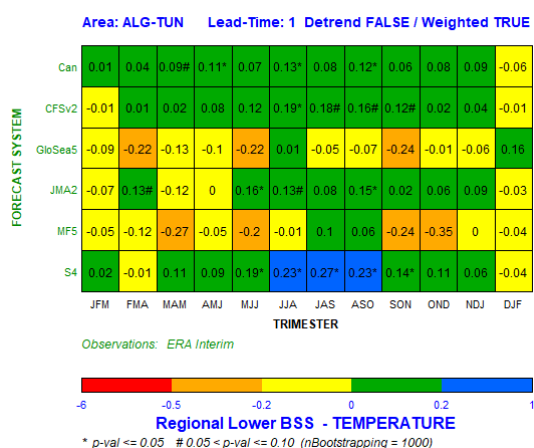 Area: ALG-TUN Lead-Time: 1 Detrend FALSE / Weighted TRUE
FORECAST SYSTEM
Can 0.01 0.04 0.09# 0.11* 0.07 0.13* 0.08 0.12* 0.06 0.08 0.09 -0.06
CFSv2 -0.01 0.01 0.02 0.08 0.12 0.19* 0.18# 0.16# 0.12# 0.02 0.04 -0.01
GloSea5 -0.09 -0.22 -0.13 -0.1 -0.22 0.01 -0.05 -0.07 -0.24 -0.01 -0.06 0.16
JMA2 -0.07 0.13# -0.12 0 0.16* 0.13# 0.08 0.15* 0.02 0.06 0.09 -0.03
MF5 -0.05 -0.12 -0.27 -0.05 -0.2 -0.01 0.1 0.06 -0.24 -0.35 0 -0.04
S4 0.02 -0.01 0.11 0.09 0.19* 0.23* 0.27* 0.23* 0.14* 0.11 0.06 -0.04
JFM FMA MAM AMJ MJJ JJA JAS ASO SON OND NDJ DJF
TRIMESTER
Observations: ERA Interim
-6 -0.5 -0.2 0 0.2 1
Regional Lower BSS - TEMPERATURE
* p-val <= 0.05 # 0.05 < p-val <= 0.10 (nBootstrapping = 1000)